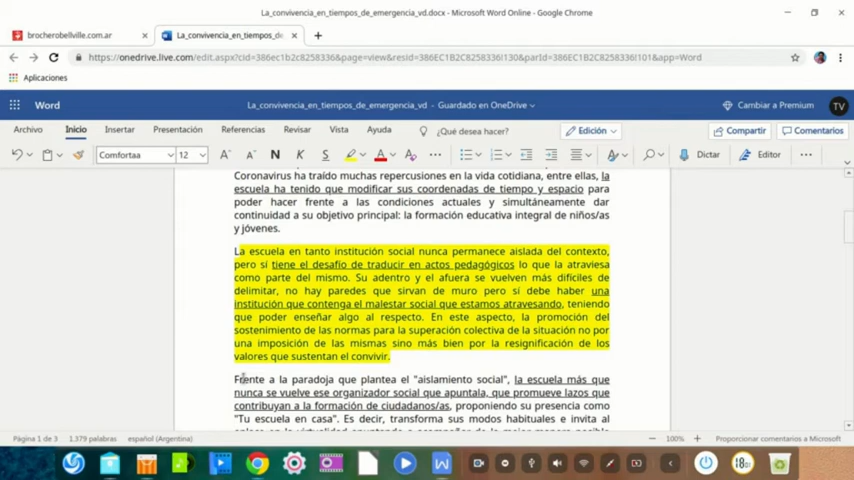 La_convivencia_en_tiempos_de_emergencia_vd.docx - Microsoft Word Online - Google Chrome
brocherobellville.com.ar
La_convivencia_en_tiempos_de_
https://onedrive.live.com/edit.aspx?cid=386ec1b2c8258336&page=view&resid=386EC1B2C8258336!130&parId=386EC1B2C8258336!101&app=Word
Aplicaciones
Word
La_convivencia_en_tiempos_de_emergencia_vd - Guardado en OneDrive
Cambiar a Premium
TV
Archivo Inicio Insertar Presentación Referencias Revisar Vista Ayuda ¿Qué desea hacer? Edición Compartir Comentarios
Comfortaa 12 N K S A Dictar Editor
Coronavirus ha traído muchas repercusiones en la vida cotidiana, entre ellas, la
escuela ha tenido que modificar sus coordenadas de tiempo y espacio para
poder hacer frente a las condiciones actuales y simultáneamente dar
continuidad a su objetivo principal: la formación educativa integral de niños/as
y jóvenes.
La escuela en tanto institución social nunca permanece aislada del contexto,
pero sí tiene el desafío de traducir en actos pedagógicos lo que la atraviesa
como parte del mismo. Su adentro y el afuera se vuelven más difíciles de
delimitar, no hay paredes que sirvan de muro pero sí debe haber una
institución que contenga el malestar social que estamos atravesando, teniendo
que poder enseñar algo al respecto. En este aspecto, la promoción del
sostenimiento de las normas para la superación colectiva de la situación no por
una imposición de las mismas sino más bien por la resignificación de los
valores que sustentan el convivir.
Frente a la paradoja que plantea el "aislamiento social", la escuela más que
nunca se vuelve ese organizador social que apuntala, que promueve lazos que
contribuyan a la formación de ciudadanos/as, proponiendo su presencia como
"Tu escuela en casa". Es decir, transforma sus modos habituales e invita al
Página 1 de 3 1.379 palabras español (Argentina) 100% Proporcionar comentarios a Microsoft